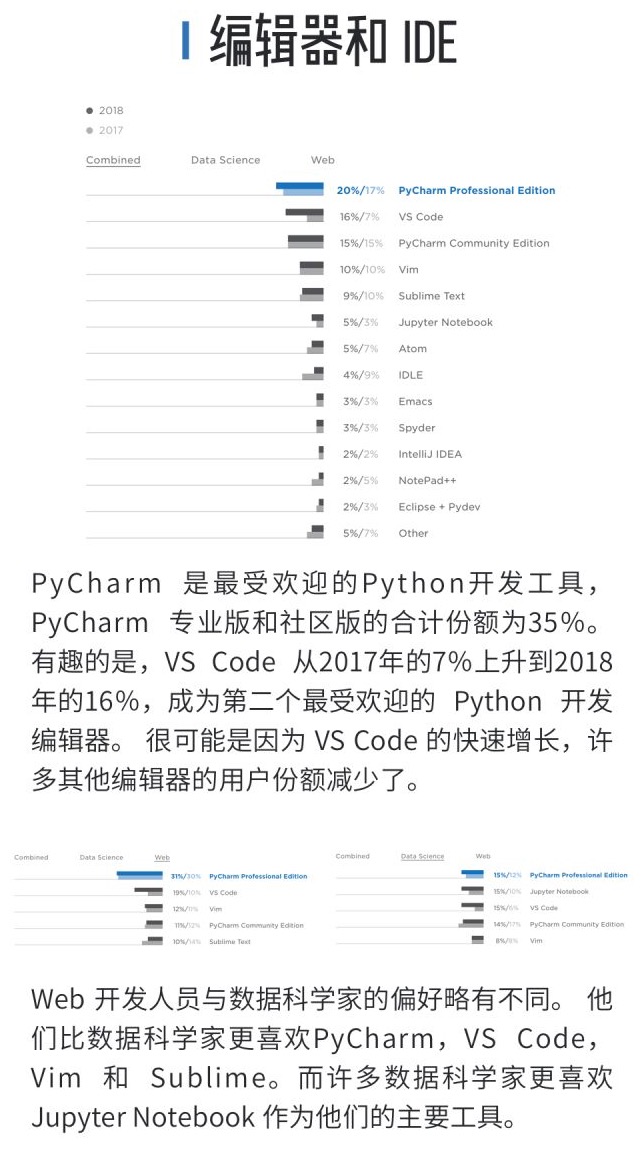 编辑器和 IDE
2018
2017
Combined Data Science Web
20%/17% PyCharm Professional Edition
16%/7% VS Code
15%/15% PyCharm Community Edition
10%/10% Vim
9%/10% Sublime Text
5%/3% Jupyter Notebook
5%/7% Atom
4%/9% IDLE
3%/3% Emacs
3%/3% Spyder
2%/2% IntelliJ IDEA
2%/5% NotePad++
2%/3% Eclipse + Pydev
5%/7% Other
PyCharm 是最受欢迎的Python开发工具，
PyCharm 专业版和社区版的合计份额为35%。
有趣的是，VS Code 从2017年的7%上升到2018
年的16%，成为第二个最受欢迎的 Python 开发
编辑器。 很可能是因为 VS Code 的快速增长，许
多其他编辑器的用户份额减少了。
Combined Data Science Web
31%/30% PyCharm Professional Edition
19%/10% VS Code
12%/11% Vim
11%/12% PyCharm Community Edition
10%/14% Sublime Text
Combined Data Science Web
15%/12% PyCharm Professional Edition
15%/10% Jupyter Notebook
15%/6% VS Code
14%/17% PyCharm Community Edition
8%/8% Vim
Web 开发人员与数据科学家的偏好略有不同。 他
们比数据科学家更喜欢PyCharm，VS Code，
Vim 和 Sublime。而许多数据科学家更喜欢
Jupyter Notebook 作为他们的主要工具。